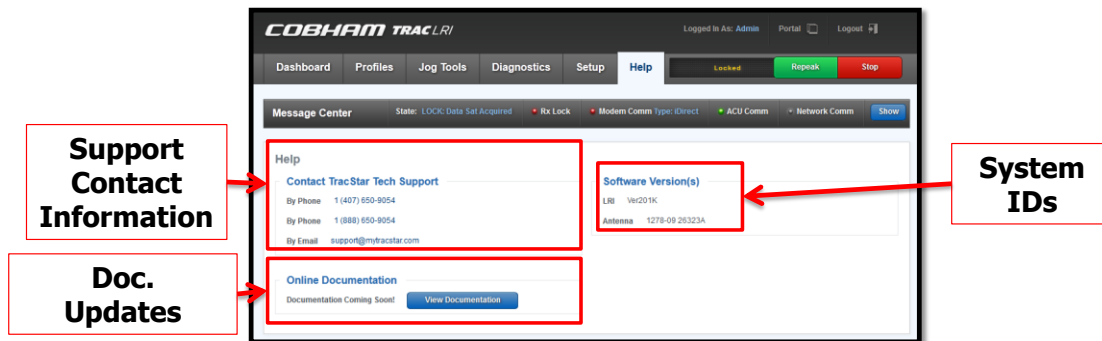 COBHAM TRACLRI
Logged In As: Admin Portal Logout
Dashboard Profiles Jog Tools Diagnostics Setup Help Locked Repeak Stop
Message Center State: LOCK: Data Sat Acquired Rx Lock Modem Comm Type: iDirect ACU Comm Network Comm Show
Support
Contact
Information
Help
Contact TracStar Tech Support
By Phone 1 (407) 650-9054
By Phone 1 (888) 650-9054
By Email support@mytracstar.com
Software Version(s)
LRI Ver201K
Antenna 1278-09 26323A
System
IDs
Doc.
Updates
Online Documentation
Documentation Coming Soon! View Documentation